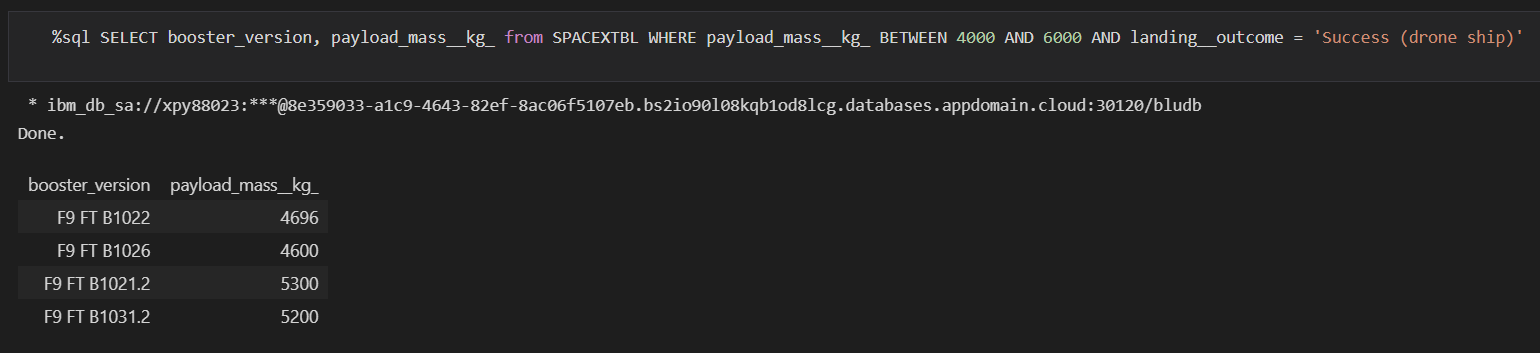 %sql SELECT booster_version, payload_mass__kg_ from SPACEXTBL WHERE payload_mass__kg_ BETWEEN 4000 AND 6000 AND landing__outcome = 'Success (drone ship)'
* ibm_db_sa://xpy88023:***@8e359033-a1c9-4643-82ef-8ac06f5107eb.bs2io90l08kqb1od8lcg.databases.appdomain.cloud:30120/bludb
Done.
booster_version payload_mass__kg_
F9 FT B1022 4696
F9 FT B1026 4600
F9 FT B1021.2 5300
F9 FT B1031.2 5200